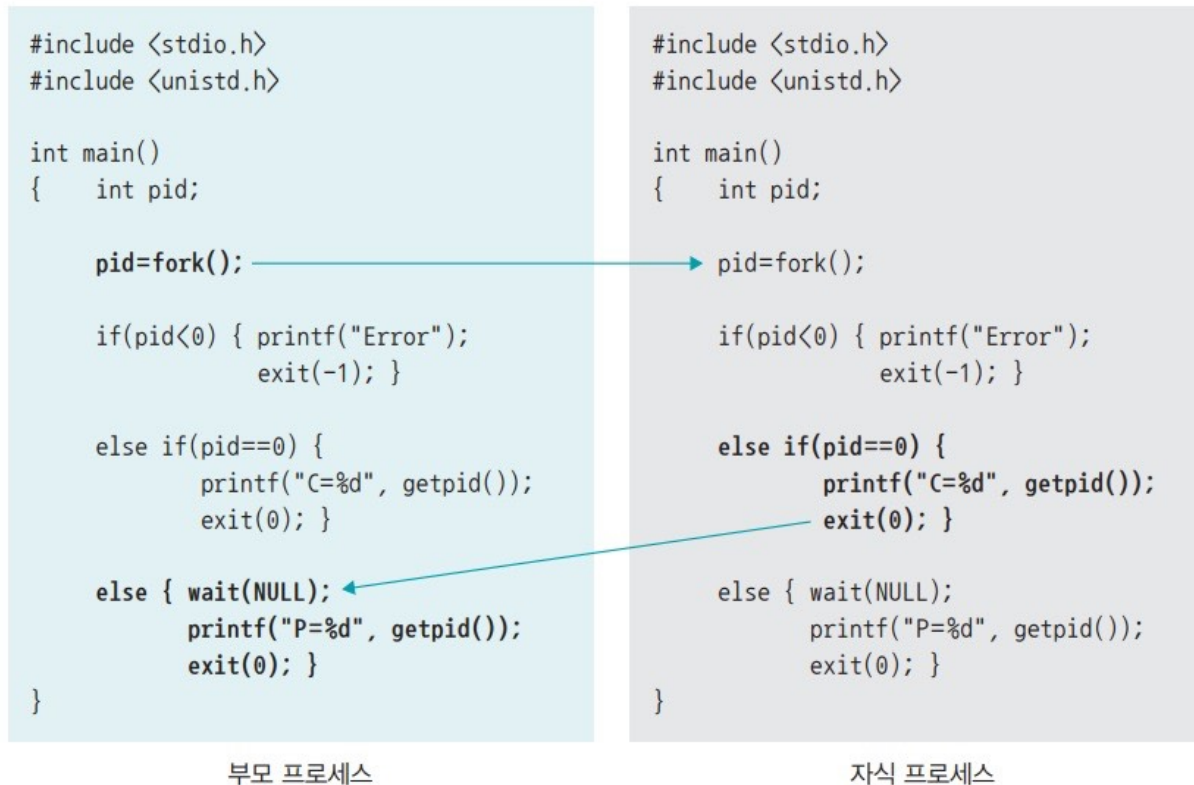 #include <stdio.h>
#include <unistd.h>
int main()
{    int pid;
pid=fork();
if(pid<0) { printf("Error");
exit(-1); }
else if(pid==0) {
printf("C=%d", getpid());
exit(0); }
else { wait(NULL);
printf("P=%d", getpid());
exit(0); }
}
부모 프로세스
#include <stdio.h>
#include <unistd.h>
int main()
{    int pid;
pid=fork();
if(pid<0) { printf("Error");
exit(-1); }
else if(pid==0) {
printf("C=%d", getpid());
exit(0); }
else { wait(NULL);
printf("P=%d", getpid());
exit(0); }
}
자식 프로세스